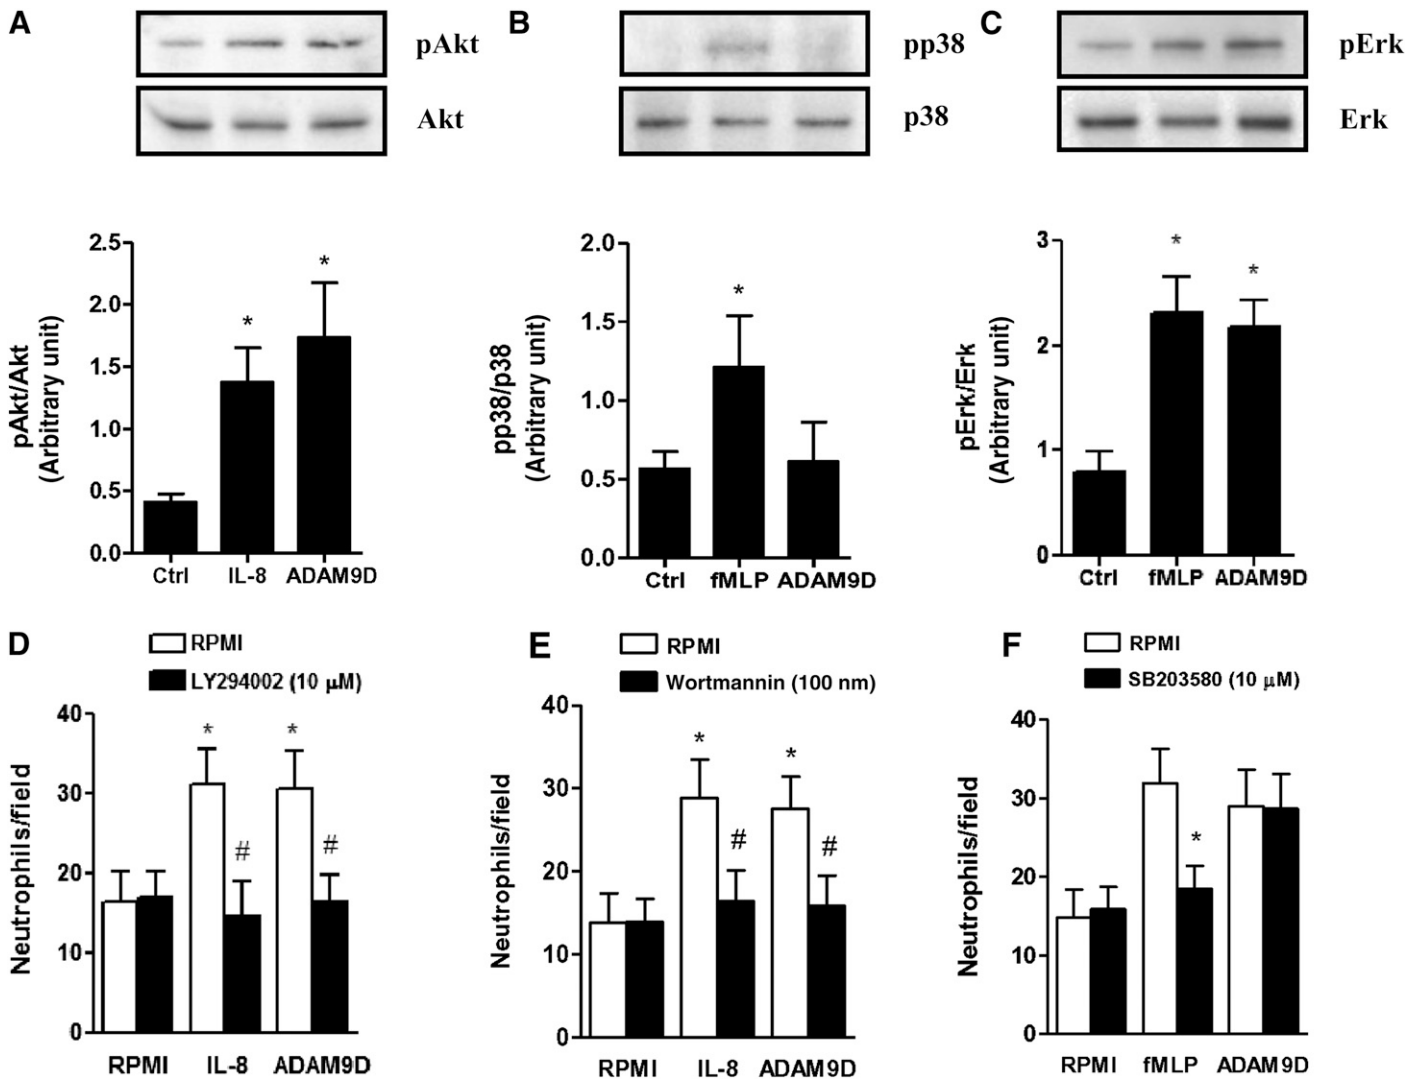 A
pAkt
Akt
B
pp38
p38
C
pErk
Erk
pAkt/Akt
(Arbitrary unit)
2.5
2.0
1.5
1.0
0.5
0.0
*
*
Ctrl IL-8 ADAM9D
pp38/p38
(Arbitrary unit)
2.0
1.5
1.0
0.5
0.0
*
Ctrl fMLP ADAM9D
pErk/Erk
(Arbitrary unit)
3
2
1
0
*
*
Ctrl fMLP ADAM9D
D
RPMI
LY294002 (10 µM)
Neutrophils/field
40
30
20
10
0
* *
# #
RPMI IL-8 ADAM9D
E
RPMI
Wortmannin (100 nm)
Neutrophils/field
40
30
20
10
0
* *
# #
RPMI IL-8 ADAM9D
F
RPMI
SB203580 (10 µM)
Neutrophils/field
40
30
20
10
0
*
RPMI fMLP ADAM9D